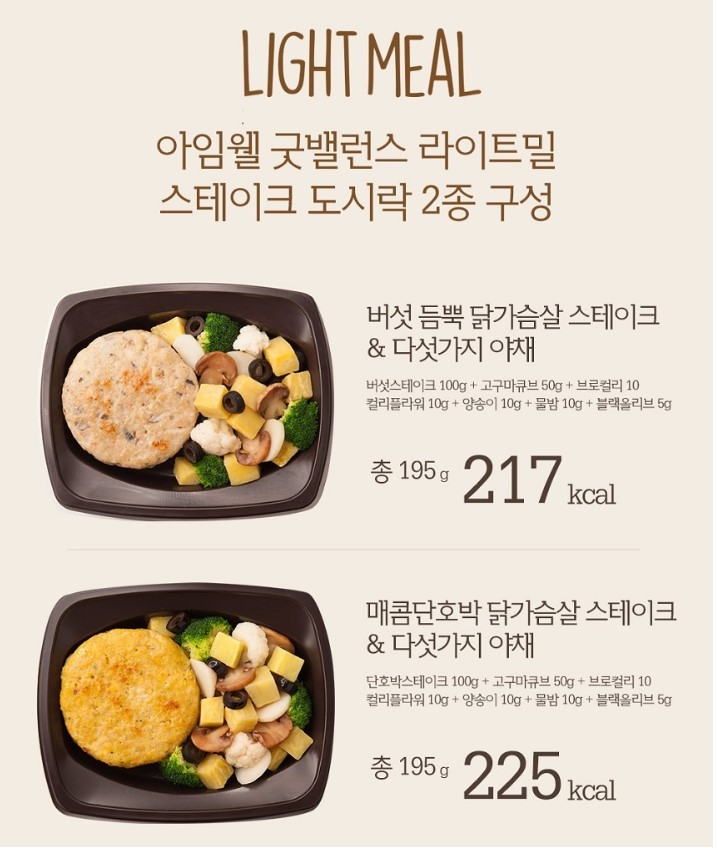 LIGHT MEAL
아임웰 굿밸런스 라이트밀
스테이크 도시락 2종 구성
버섯 듬뿍 닭가슴살 스테이크
& 다섯가지 야채
버섯스테이크 100g + 고구마큐브 50g + 브로컬리 10
컬리플라워 10g + 양송이 10g + 물밤 10g + 블랙올리브 5g
총 195 g 217 kcal
매콤단호박 닭가슴살 스테이크
& 다섯가지 야채
단호박스테이크 100g + 고구마큐브 50g + 브로컬리 10
컬리플라워 10g + 양송이 10g + 물밤 10g + 블랙올리브 5g
총 195 g 225 kcal